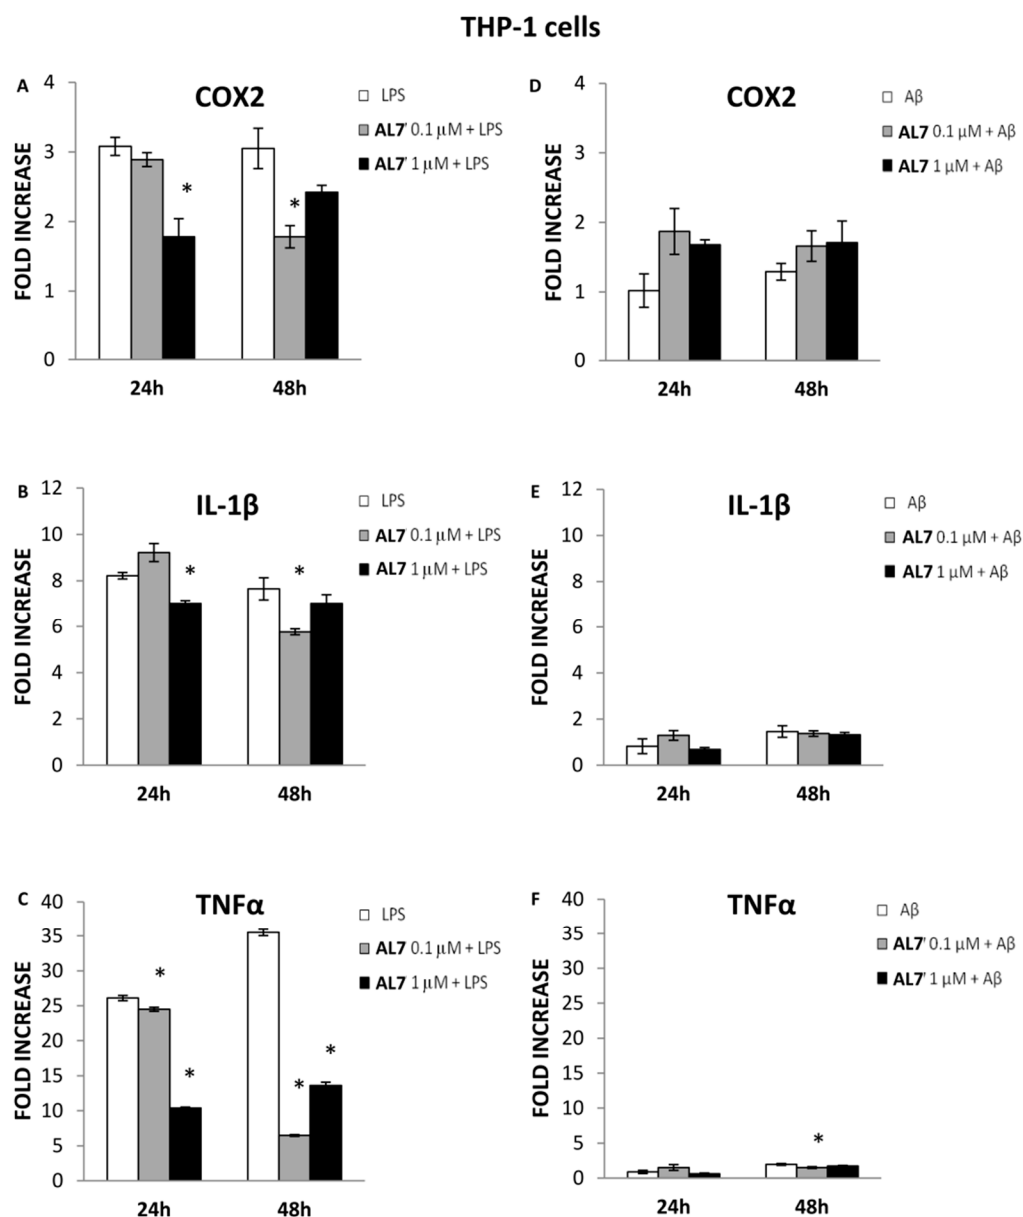 THP-1 cells
A
COX2
FOLD INCREASE
4
3
2
1
0
24h
48h
LPS
AL7' 0.1 µM + LPS
AL7' 1 µM + LPS
D
COX2
FOLD INCREASE
4
3
2
1
0
24h
48h
Aβ
AL7 0.1 µM + Aβ
AL7 1 µM + Aβ
B
IL-1β
FOLD INCREASE
12
10
8
6
4
2
0
24h
48h
LPS
AL7' 0.1 µM + LPS
AL7 1 µM + LPS
E
IL-1β
FOLD INCREASE
12
10
8
6
4
2
0
24h
48h
Aβ
AL7 0.1 µM + Aβ
AL7 1 µM + Aβ
C
TNFα
FOLD INCREASE
40
35
30
25
20
15
10
5
0
24h
48h
LPS
AL7 0.1 µM + LPS
AL7 1 µM + LPS
F
TNFα
FOLD INCREASE
40
35
30
25
20
15
10
5
0
24h
48h
Aβ
AL7' 0.1 µM + Aβ
AL7' 1 µM + Aβ